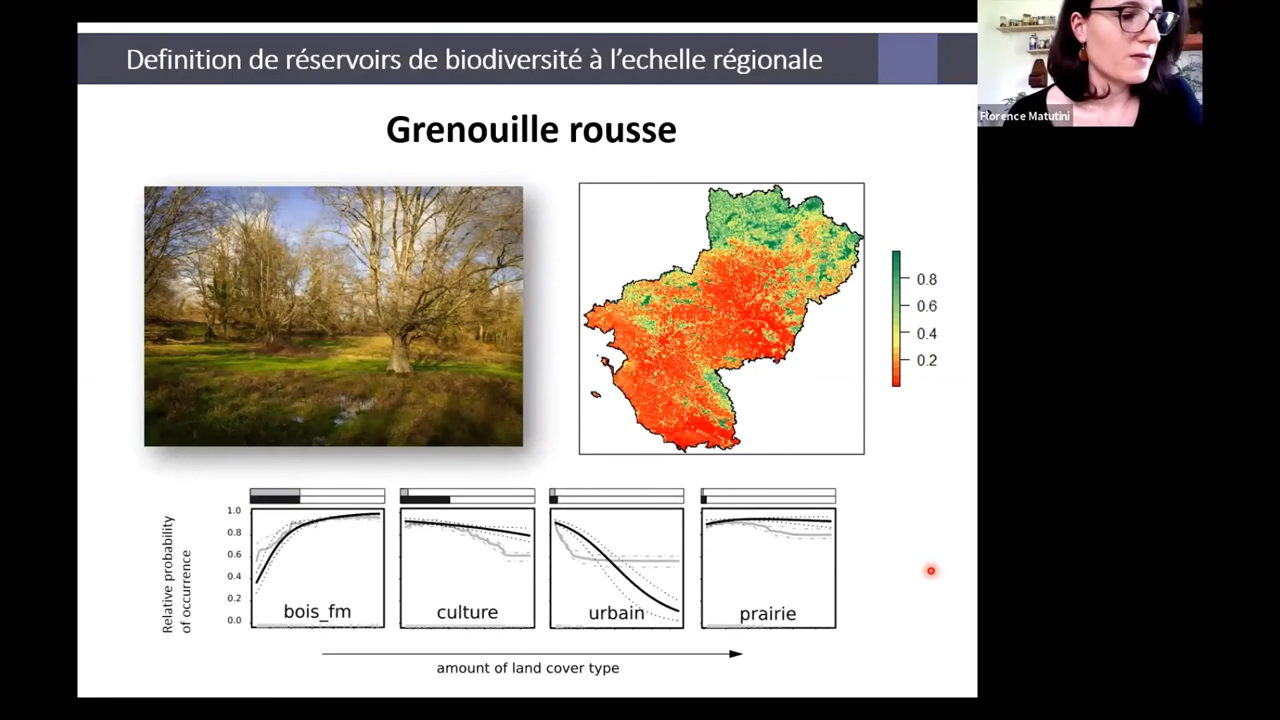 Definition de réservoirs de biodiversité à l’echelle régionale
Florence Matutini
Grenouille rousse
0.8
0.6
0.4
0.2
Relative probability
of occurrence
1.0
0.8
0.6
0.4
0.2
0.0
bois_fm
culture
urbain
prairie
amount of land cover type